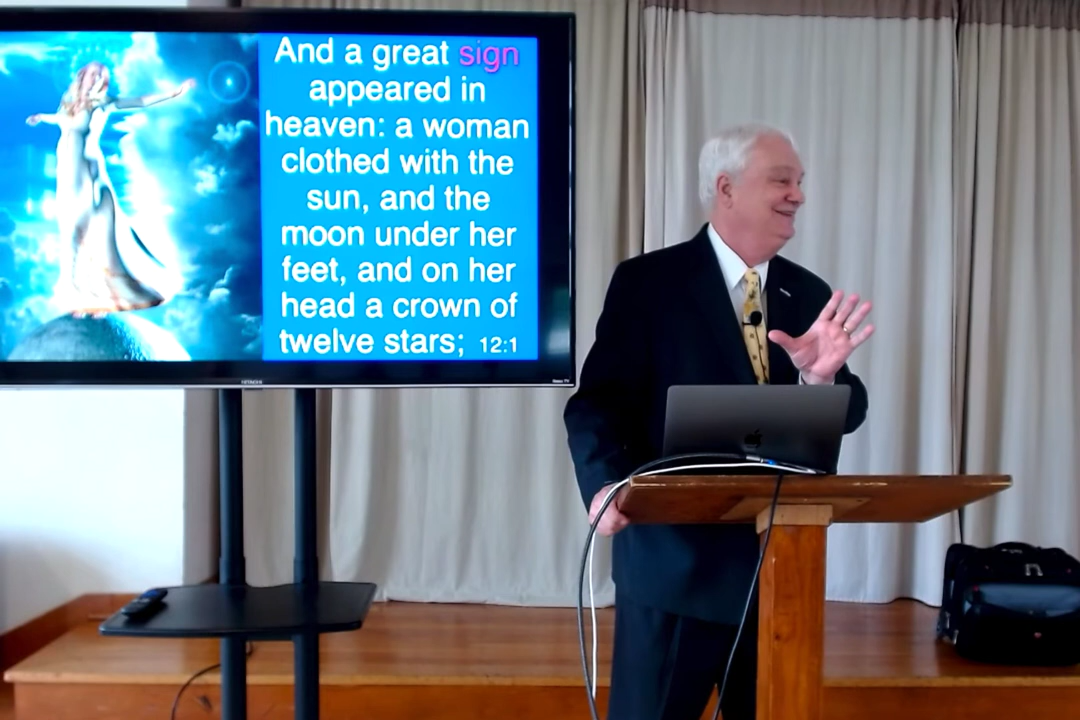 And a great sign
appeared in
heaven: a woman
clothed with the
sun, and the
moon under her
feet, and on her
head a crown of
twelve stars; 12:1
HITACHI